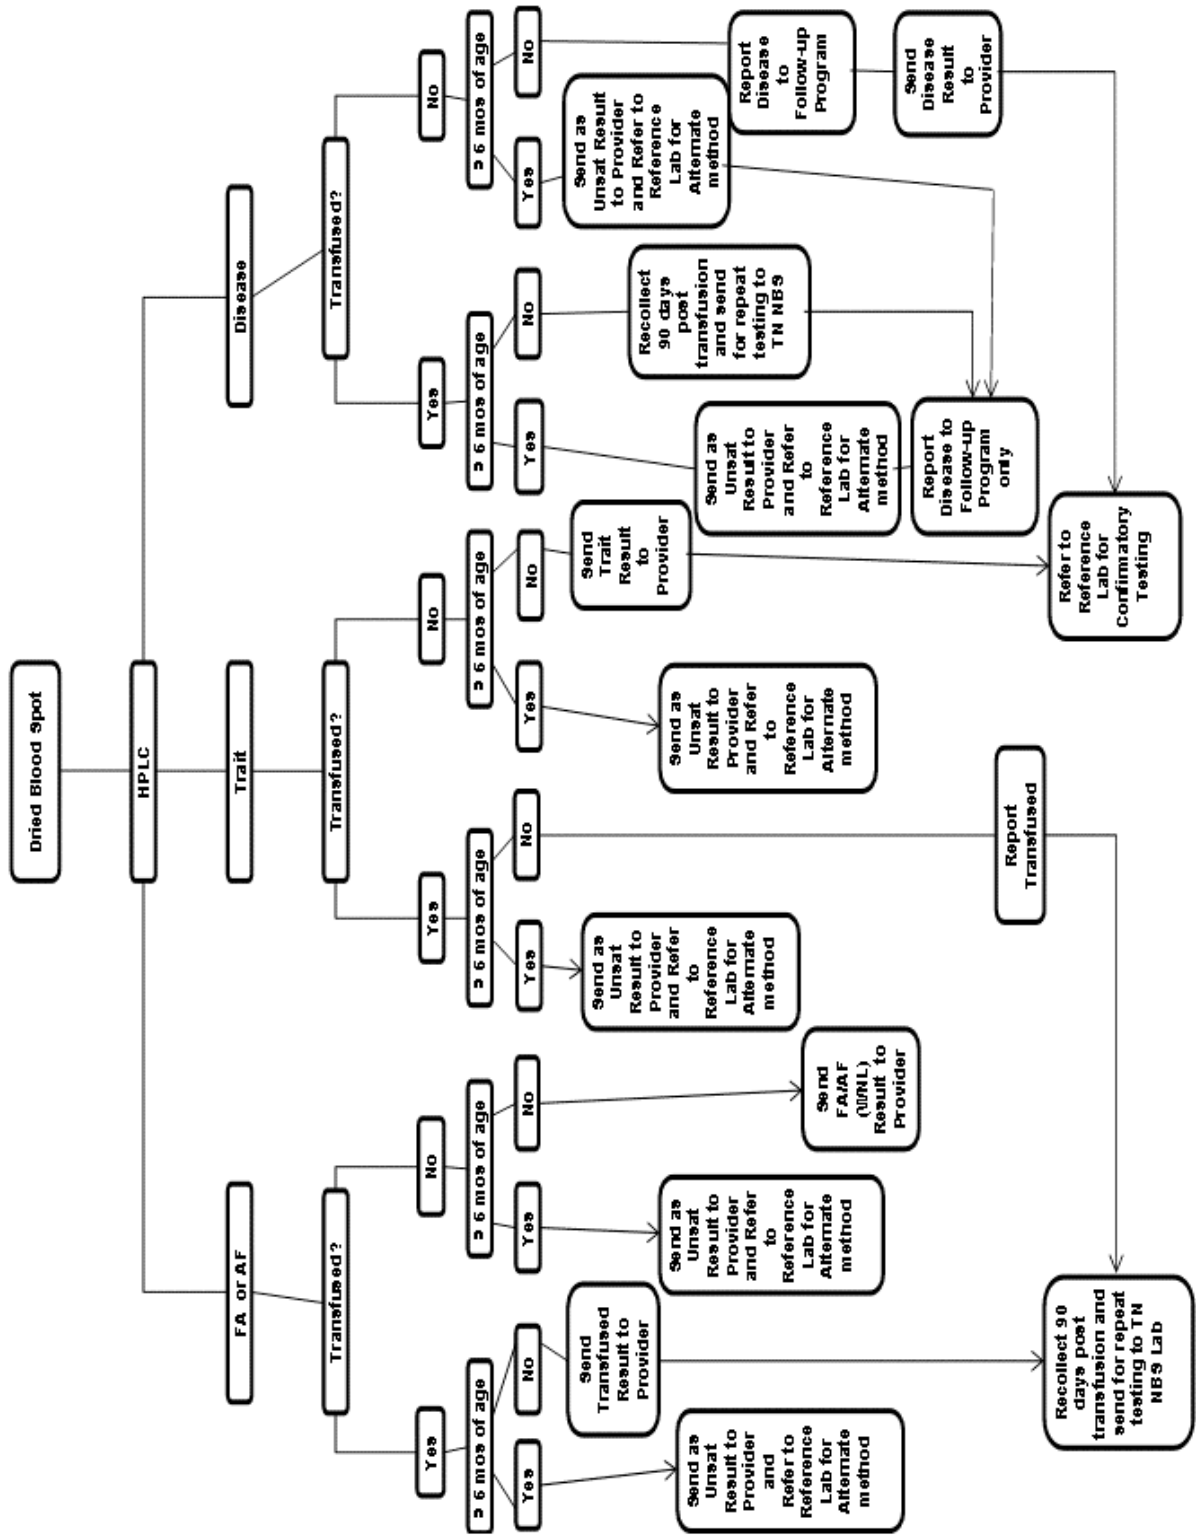 Dried Blood Spot
HPLC
FA or AF
Trait
Disease
Transfused?
Transfused?
Transfused?
Yes
No
Yes
No
Yes
No
≥ 6 mos of age
≥ 6 mos of age
≥ 6 mos of age
≥ 6 mos of age
≥ 6 mos of age
≥ 6 mos of age
Yes
No
Yes
No
Yes
No
Yes
No
Yes
No
Yes
No
Send as
Unsat
Result to
Provider
and
Refer to
Reference
Lab for
Alternate
method
Send
Transfused
Result to
Provider
Send as
Unsat
Result to
Provider
and Refer
to
Reference
Lab for
Alternate
method
Send
FA/AF
(WNL)
Result to
Provider
Send as
Unsat
Result to
Provider
and Refer
to
Reference
Lab for
Alternate
method
Send as
Unsat
Result to
Provider
and Refer
to
Reference
Lab for
Alternate
method
Send
Trait
Result
to
Provider
Send as
Unsat
Result to
Provider
and Refer
to
Reference
Lab for
Alternate
method
Recollect
90 days
post
transfusion
and send
for repeat
testing to
TN NBS
Send as
Unsat Result
to Provider
and Refer to
Reference
Lab for
Alternate
method
Report
Disease
to
Follow-up
Program
Send
Disease
Result
to
Provider
Report
Transfused
Report
Disease to
Follow-up
Program
only
Recollect 90
days post
transfusion and
send for repeat
testing to TN
NBS Lab
Refer to
Reference
Lab for
Confirmatory
Testing